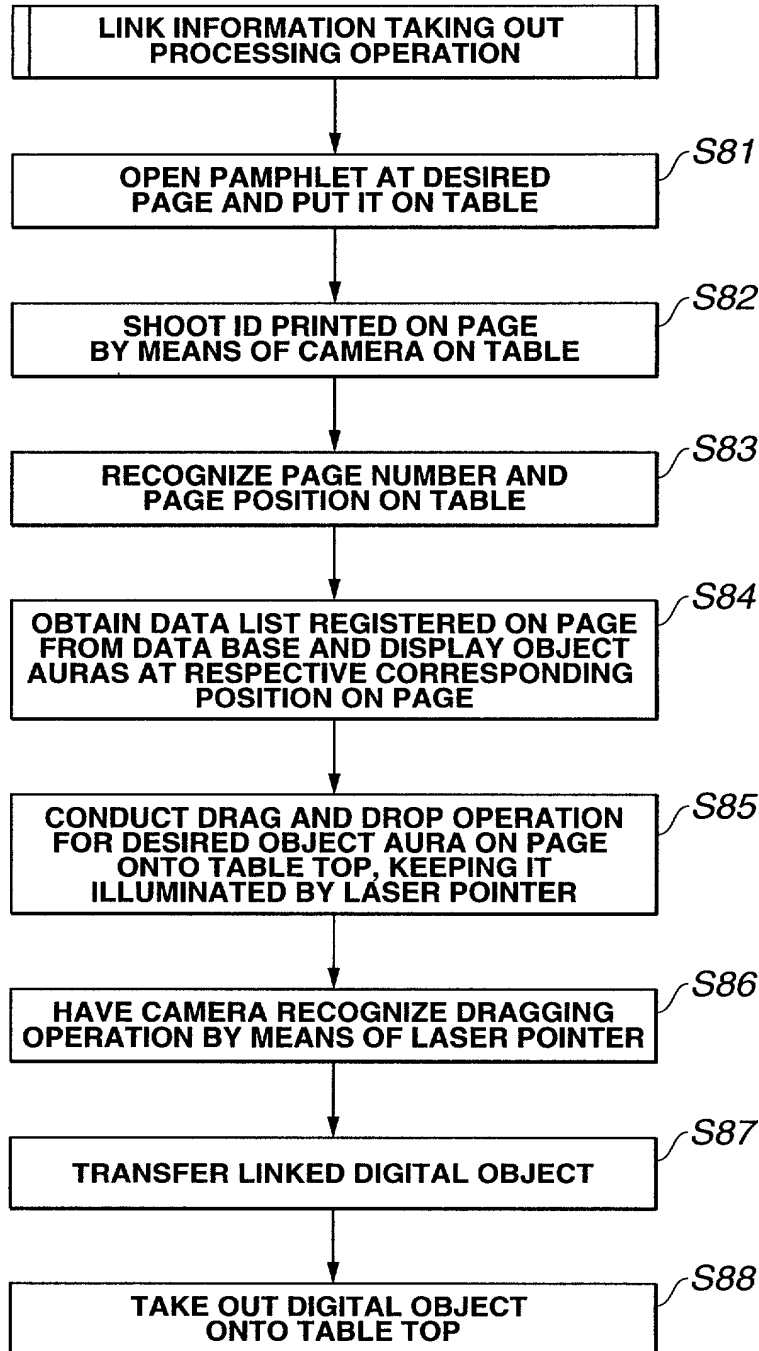 LINK INFORMATION TAKING OUT
PROCESSING OPERATION
S81
OPEN PAMPHLET AT DESIRED
PAGE AND PUT IT ON TABLE
S82
SHOOT ID PRINTED ON PAGE
BY MEANS OF CAMERA ON TABLE
S83
RECOGNIZE PAGE NUMBER AND
PAGE POSITION ON TABLE
S84
OBTAIN DATA LIST REGISTERED ON PAGE
FROM DATA BASE AND DISPLAY OBJECT
AURAS AT RESPECTIVE CORRESPONDING
POSITION ON PAGE
S85
CONDUCT DRAG AND DROP OPERATION
FOR DESIRED OBJECT AURA ON PAGE
ONTO TABLE TOP, KEEPING IT
ILLUMINATED BY LASER POINTER
S86
HAVE CAMERA RECOGNIZE DRAGGING
OPERATION BY MEANS OF LASER POINTER
S87
TRANSFER LINKED DIGITAL OBJECT
S88
TAKE OUT DIGITAL OBJECT
ONTO TABLE TOP